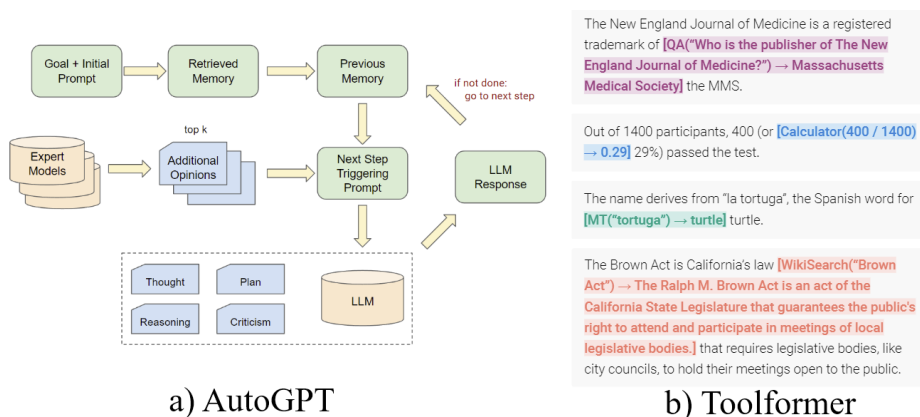 Goal + Initial
Prompt
Retrieved
Memory
Previous
Memory
if not done:
go to next step
top k
Expert
Models
Additional
Opinions
Next Step
Triggering
Prompt
LLM
Response
Thought
Plan
Reasoning
Criticism
LLM
a) AutoGPT
The New England Journal of Medicine is a registered
trademark of [QA(“Who is the publisher of The New
England Journal of Medicine?”) → Massachusetts
Medical Society] the MMS.
Out of 1400 participants, 400 (or [Calculator(400 / 1400)
→ 0.29] 29%) passed the test.
The name derives from “la tortuga”, the Spanish word for
[MT(“tortuga”) → turtle] turtle.
The Brown Act is California’s law [WikiSearch(“Brown
Act”) → The Ralph M. Brown Act is an act of the
California State Legislature that guarantees the public's
right to attend and participate in meetings of local
legislative bodies.] that requires legislative bodies, like
city councils, to hold their meetings open to the public.
b) Toolformer